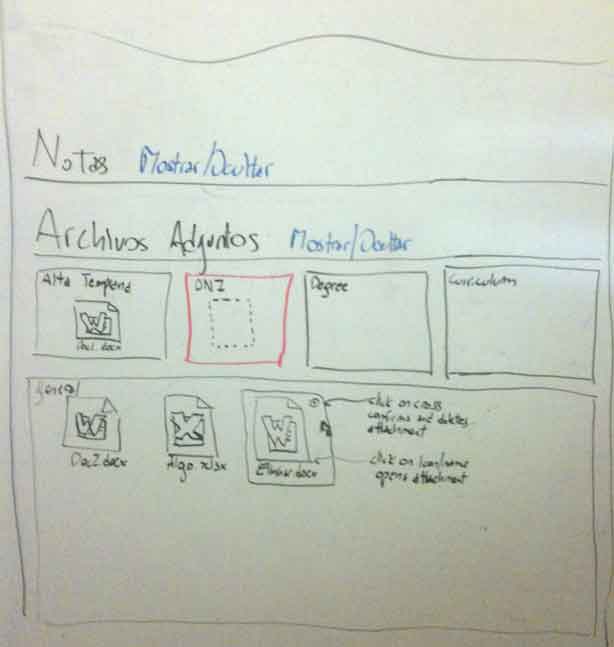 Notas Mostrar/Ocultar
Archivos Adjuntos Mostrar/Ocultar
Alta Temprana
W
Doc1.docx
DNI
Degree
Curriculum
General
W
Doc2.docx
X
Algo.xlsx
W
Eliminar.docx
click on cross
confirms and deletes
attachment
click on icon/name
opens attachment